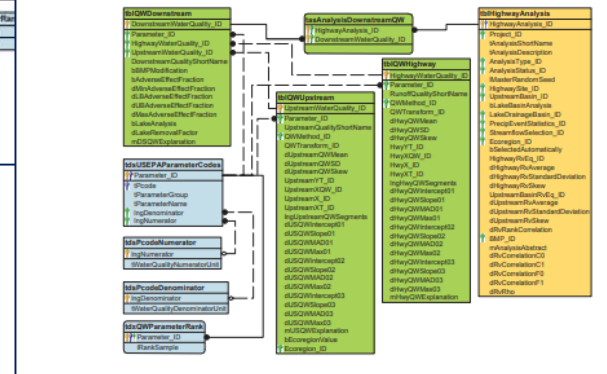 tblQWDownstream
DownstreamWaterQuality_ID
Parameter_ID
HighwayWaterQuality_ID
UpstreamWaterQuality_ID
DownstreamQualityShortName
bBMPModification
bAdverseEffectFraction
dMinAdverseEffectFraction
dLBAdverseEffectFraction
dUBAdverseEffectFraction
dMaxAdverseEffectFraction
bLakeAnalysis
dLakeRemovalFactor
mDSQWExplanation
tdsUSEPAParameterCodes
Parameter_ID
tPcode
tParameterGroup
tParameterName
lngDenominator
lngNumerator
tdsPcodeNumerator
lngNumerator
tWaterQualityNumeratorUnit
tdsPcodeDenominator
lngDenominator
tWaterQualityDenominatorUnit
tdxQWParameterRank
Parameter_ID
lRankSample
tasAnalysisDownstreamQW
HighwayAnalysis_ID
DownstreamWaterQuality_ID
tblQWUpstream
UpstreamWaterQuality_ID
Parameter_ID
UpstreamQualityShortName
QWMethod_ID
QWTransform_ID
dUpstreamQWMean
dUpstreamQWSD
dUpstreamQWSkew
UpstreamYT_ID
UpstreamXQW_ID
UpstreamX_ID
UpstreamXT_ID
lngUpstreamQWSegments
dUSQWIntercept01
dUSQWSlope01
dUSQWMAD01
dUSQWMax01
dUSQWIntercept02
dUSQWSlope02
dUSQWMAD02
dUSQWMax02
dUSQWIntercept03
dUSQWSlope03
dUSQWMAD03
dUSQWMax03
mUSQWExplanation
bEcoregionValue
Ecoregion_ID
tblQWHighway
HighwayWaterQuality_ID
Parameter_ID
RunoffQualityShortName
QWMethod_ID
QWTransform_ID
dHwyQWMean
dHwyQWSD
dHwyQWSkew
HwyYT_ID
HwyXQW_ID
HwyX_ID
HwyXT_ID
lngHwyQWSegments
dHwyQWIntercept01
dHwyQWSlope01
dHwyQWMAD01
dHwyQWMax01
dHwyQWIntercept02
dHwyQWSlope02
dHwyQWMAD02
dHwyQWMax02
dHwyQWIntercept03
dHwyQWSlope03
dHwyQWMAD03
dHwyQWMax03
mHwyQWExplanation
tblHighwayAnalysis
HighwayAnalysis_ID
Project_ID
tAnalysisShortName
tAnalysisDescription
AnalysisType_ID
AnalysisStatus_ID
lMasterRandomSeed
HighwaySite_ID
UpstreamBasin_ID
bLakeBasinAnalysis
LakeDrainageBasin_ID
PrecipEventStatistics_ID
StreamflowSelection_ID
Ecoregion_ID
bSelectedAutomatically
HighwayRvEq_ID
dHighwayRvAverage
dHighwayRvStandardDeviation
dHighwayRvSkew
UpstreamBasinRvEq_ID
dUpstreamRvAverage
dUpstreamRvStandardDeviation
dUpstreamRvSkew
dRvRankCorrelation
BMP_ID
mAnalysisAbstract
dRvCorrelationC0
dRvCorrelationC1
dRvCorrelationF0
dRvCorrelationF1
dRvRho